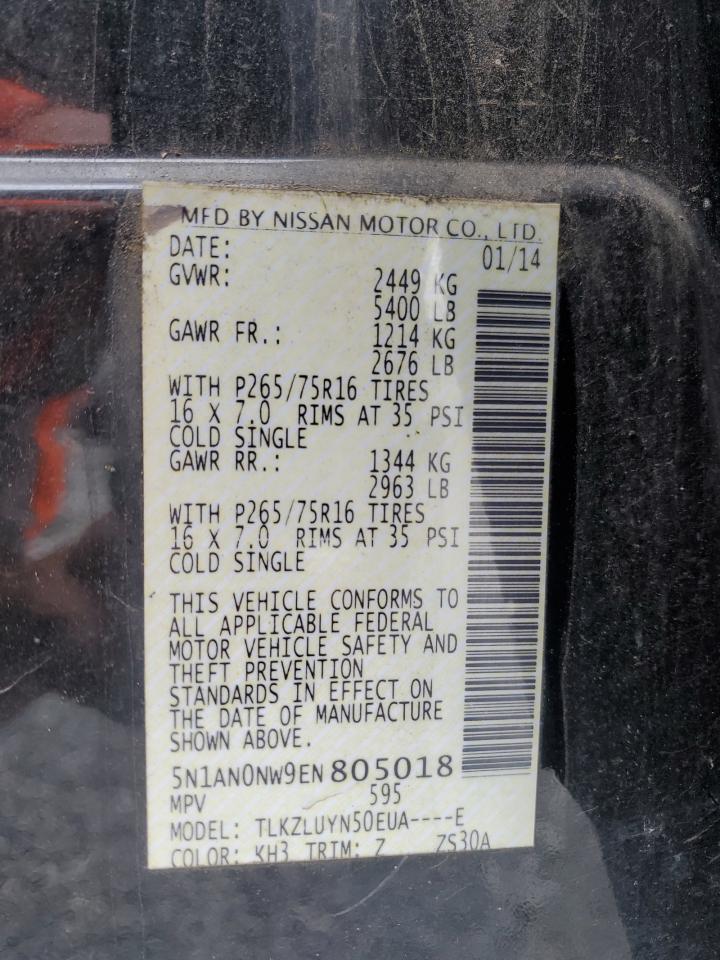 MFD BY NISSAN MOTOR CO., LTD.
DATE: 01/14
GVWR: 2449 KG
5400 LB
GAWR FR.: 1214 KG
2676 LB
WITH P265/75R16 TIRES
16 X 7.0 RIMS AT 35 PSI
COLD SINGLE
GAWR RR.: 1344 KG
2963 LB
WITH P265/75R16 TIRES
16 X 7.0 RIMS AT 35 PSI
COLD SINGLE
THIS VEHICLE CONFORMS TO
ALL APPLICABLE FEDERAL
MOTOR VEHICLE SAFETY AND
THEFT PREVENTION
STANDARDS IN EFFECT ON
THE DATE OF MANUFACTURE
SHOWN ABOVE.
5N1AN0NW9EN805018
MPV 595
MODEL: TLKZLUYN50EUA----E
COLOR: KH3 TRIM: Z ZS30A